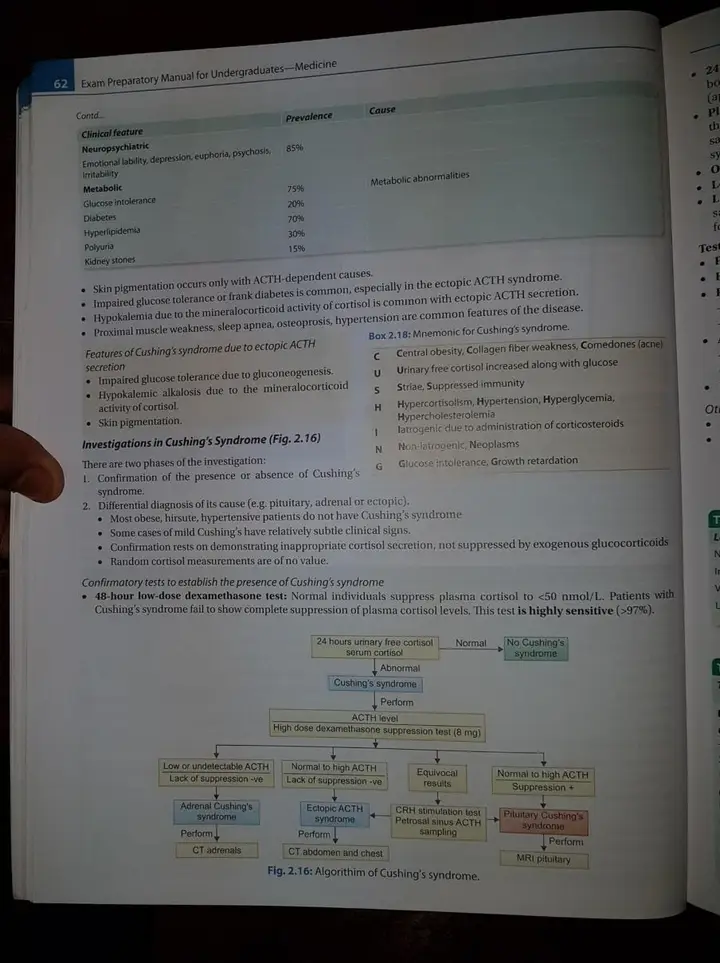 62 Exam Preparatory Manual for Undergraduates—Medicine
Contd...
Clinical feature Prevalence Cause
Neuropsychiatric 85%
Emotional lability, depression, euphoria, psychosis,
irritability
Metabolic Metabolic abnormalities
Glucose intolerance 75%
Diabetes 20%
Hyperlipidemia 70%
Polyuria 30%
Kidney stones 15%
• Skin pigmentation occurs only with ACTH-dependent causes.
• Impaired glucose tolerance or frank diabetes is common, especially in the ectopic ACTH syndrome.
• Hypokalemia due to the mineralocorticoid activity of cortisol is common with ectopic ACTH secretion.
• Proximal muscle weakness, sleep apnea, osteoprosis, hypertension are common features of the disease.
Features of Cushing's syndrome due to ectopic ACTH
secretion
• Impaired glucose tolerance due to gluconeogenesis.
• Hypokalemic alkalosis due to the mineralocorticoid
activity of cortisol.
• Skin pigmentation.
Box 2.18: Mnemonic for Cushing's syndrome.
C Central obesity, Collagen fiber weakness, Comedones (acne)
U Urinary free cortisol increased along with glucose
S Striae, Suppressed immunity
H Hypercortisolism, Hypertension, Hyperglycemia,
Hypercholesterolemia
I Iatrogenic due to administration of corticosteroids
N Non-iatrogenic, Neoplasms
G Glucose intolerance, Growth retardation
Investigations in Cushing's Syndrome (Fig. 2.16)
There are two phases of the investigation:
1. Confirmation of the presence or absence of Cushing's
syndrome.
2. Differential diagnosis of its cause (e.g. pituitary, adrenal or ectopic).
• Most obese, hirsute, hypertensive patients do not have Cushing's syndrome
• Some cases of mild Cushing's have relatively subtle clinical signs.
• Confirmation rests on demonstrating inappropriate cortisol secretion, not suppressed by exogenous glucocorticoids
• Random cortisol measurements are of no value.
Confirmatory tests to establish the presence of Cushing's syndrome
• 48-hour low-dose dexamethasone test: Normal individuals suppress plasma cortisol to <50 nmol/L. Patients with
Cushing's syndrome fail to show complete suppression of plasma cortisol levels. This test is highly sensitive (>97%).
24 hours urinary free cortisol
serum cortisol
Normal
No Cushing's
syndrome
Abnormal
Cushing's syndrome
Perform
ACTH level
High dose dexamethasone suppression test (8 mg)
Low or undetectable ACTH
Lack of suppression -ve
Normal to high ACTH
Lack of suppression -ve
Equivocal
results
Normal to high ACTH
Suppression +
Adrenal Cushing's
syndrome
Ectopic ACTH
syndrome
CRH stimulation test
Petrosal sinus ACTH
sampling
Pituitary Cushing's
syndrome
Perform
CT adrenals
Perform
CT abdomen and chest
Perform
MRI pituitary
Fig. 2.16: Algorithim of Cushing's syndrome.
• 24
Test